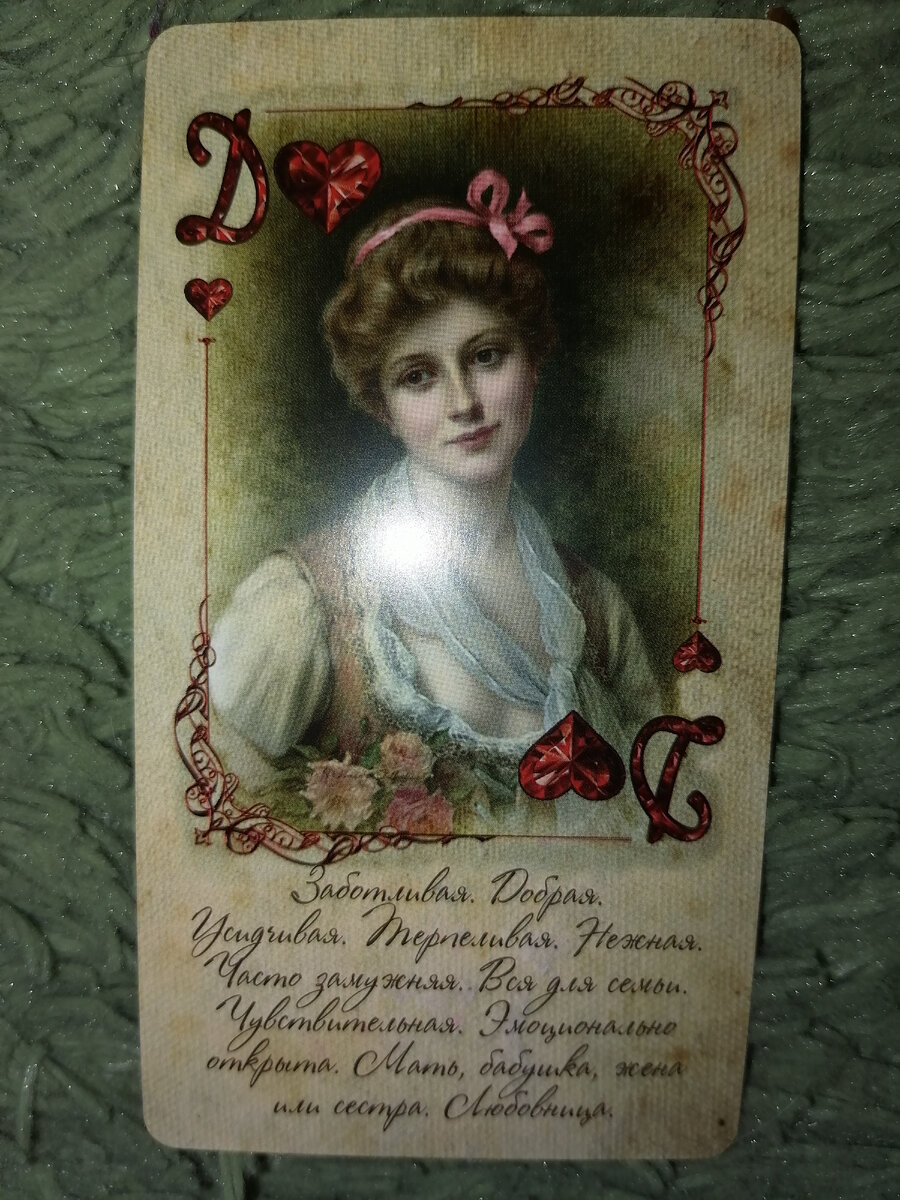 Д
Заботливая. Добрая.
Усидчивая. Терпеливая. Нежная.
Часто замужняя. Вся для семьи.
Чувствительная. Эмоционально
открыта. Мать, бабушка, жена
или сестра. Любовница.
Д